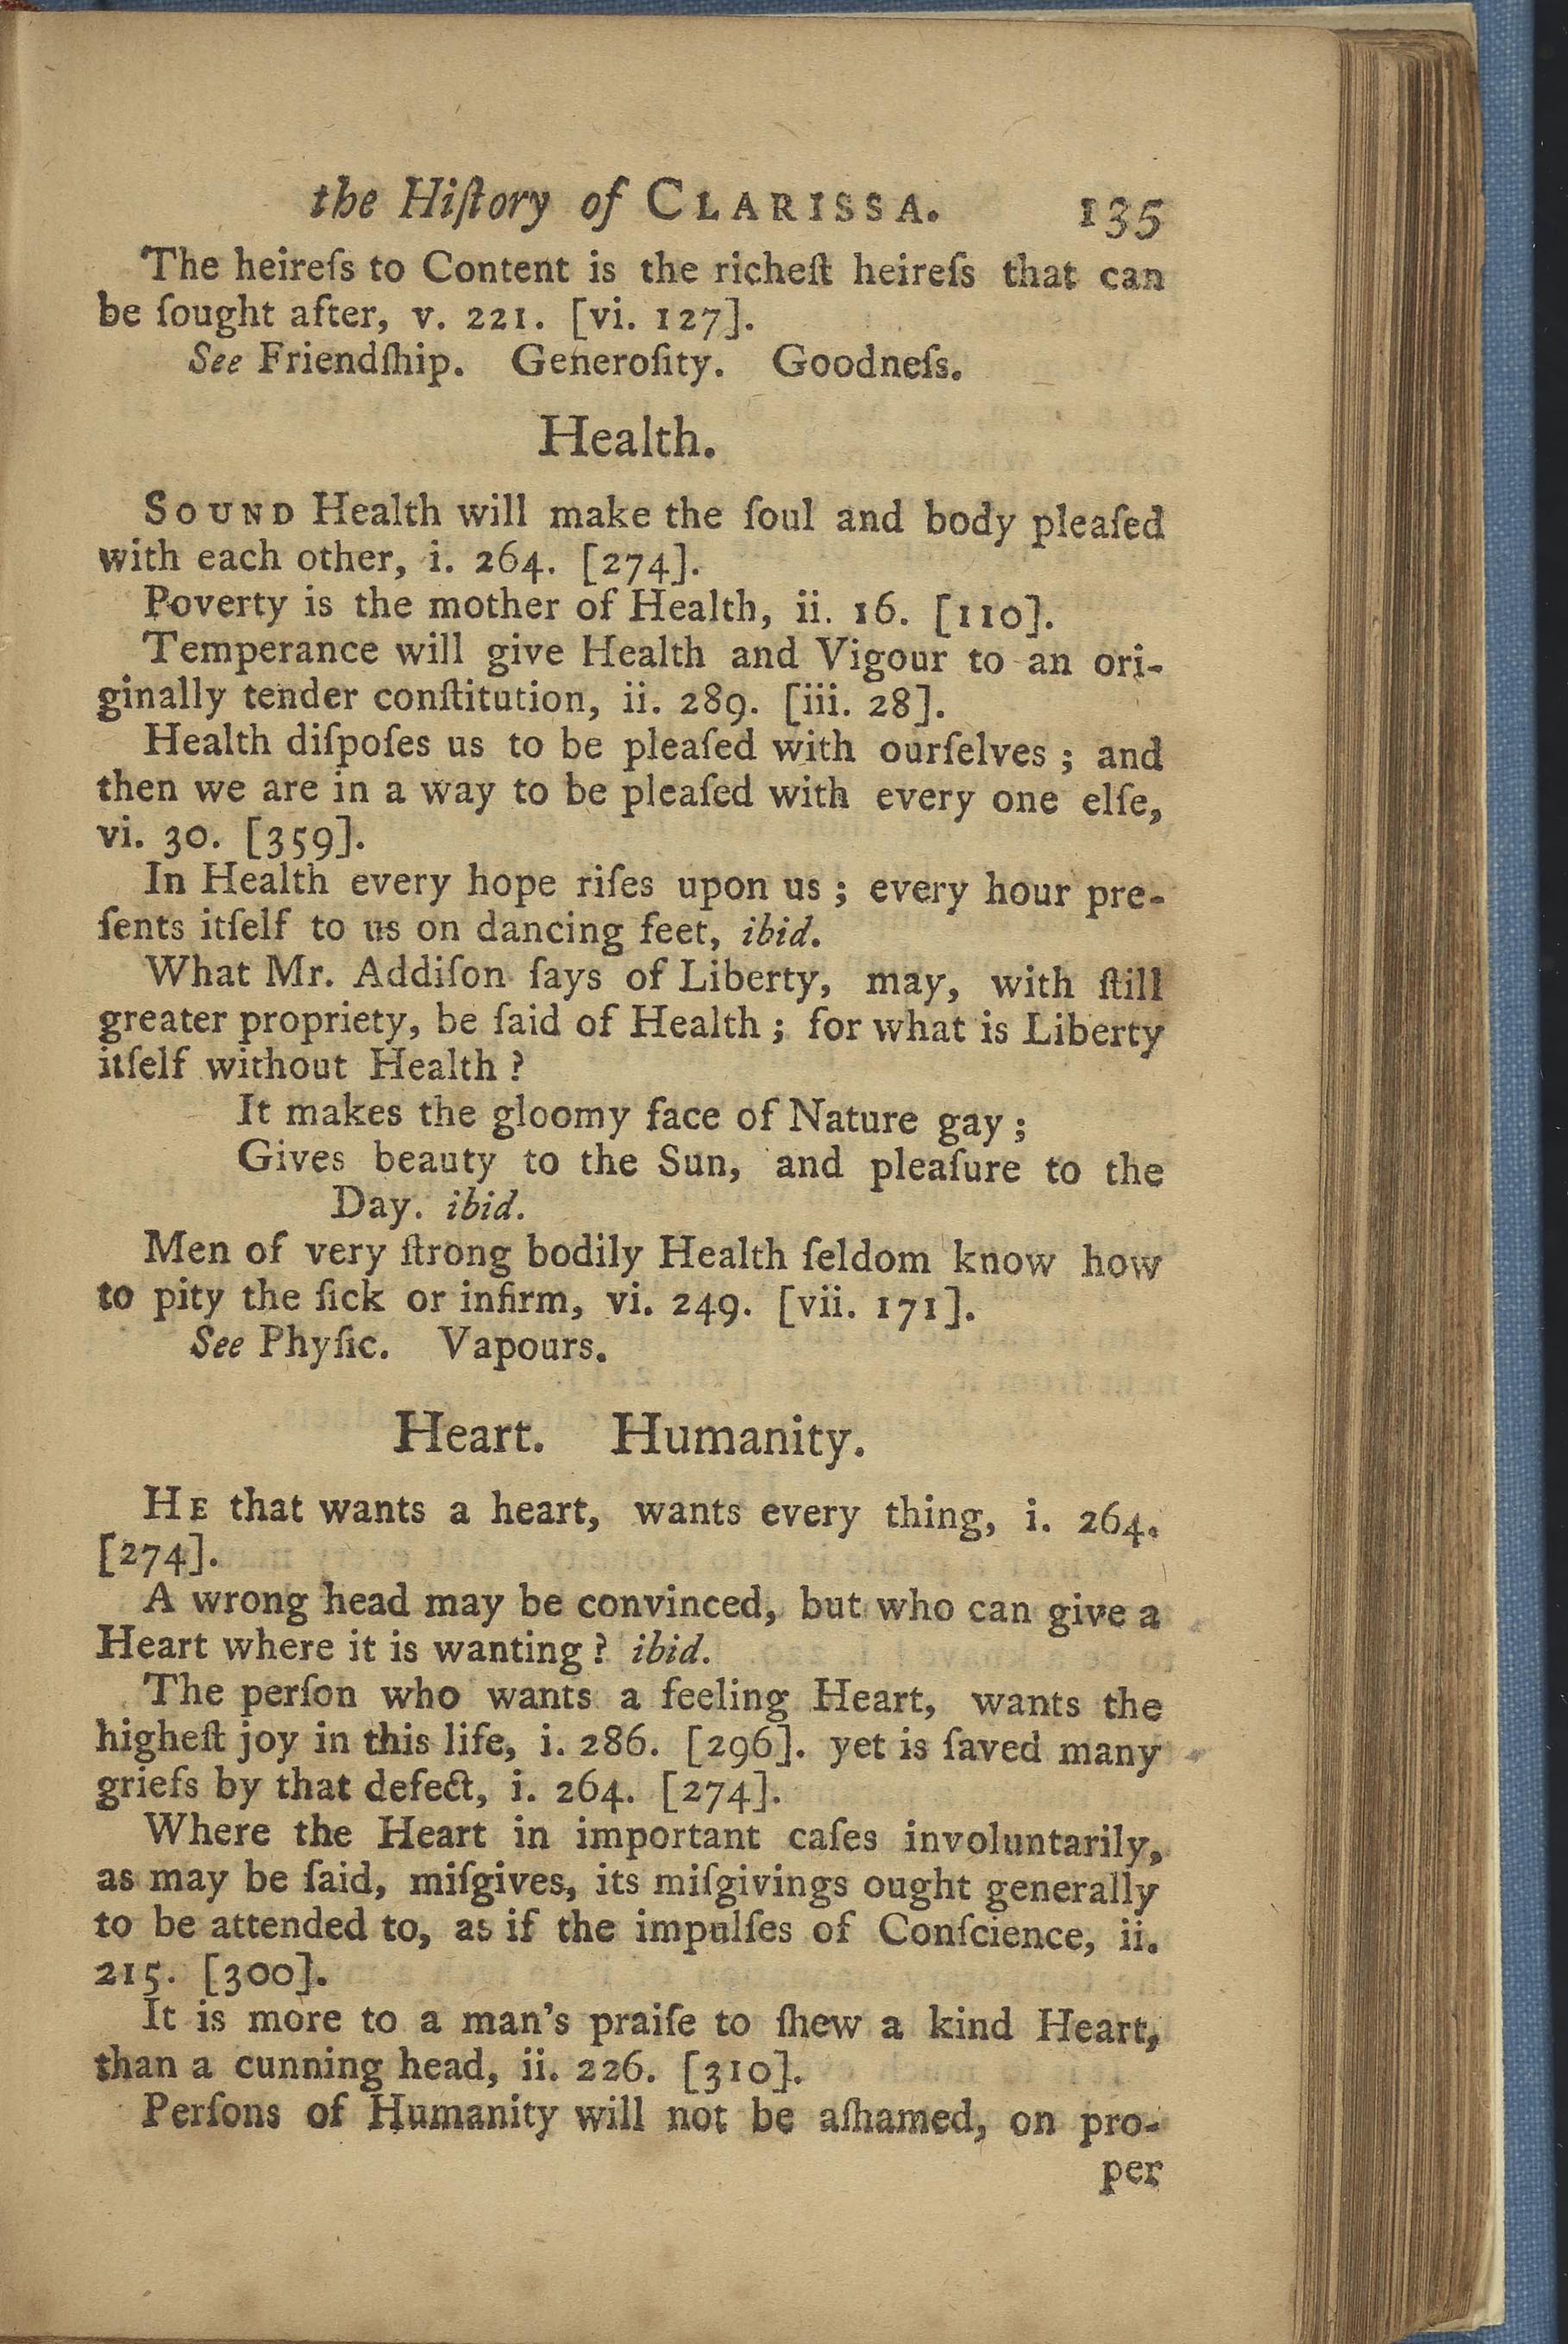 the Hiſtory of CLARISSA. 135
The heireſs to Content is the richeſt heireſs that can
be ſought after, v. 221. [vi. 127].
See Friendſhip. Generoſity. Goodneſs.
Health.
SOUND Health will make the ſoul and body pleaſed
with each other, i. 264. [274].
Poverty is the mother of Health, ii. 16. [110].
Temperance will give Health and Vigour to an ori-
ginally tender conſtitution, ii. 289. [iii. 28].
Health diſpoſes us to be pleaſed with ourſelves ; and
then we are in a way to be pleaſed with every one elſe,
vi. 30. [359].
In Health every hope riſes upon us ; every hour pre-
ſents itſelf to us on dancing feet, ibid.
What Mr. Addiſon ſays of Liberty, may, with ſtill
greater propriety, be ſaid of Health ; for what is Liberty
itſelf without Health ?
It makes the gloomy face of Nature gay ;
Gives beauty to the Sun, and pleaſure to the
Day. ibid.
Men of very ſtrong bodily Health ſeldom know how
to pity the ſick or infirm, vi. 249. [vii. 171].
See Phyſic. Vapours.
Heart. Humanity.
HE that wants a heart, wants every thing, i. 264.
[274].
A wrong head may be convinced, but who can give a
Heart where it is wanting ? ibid.
The perſon who wants a feeling Heart, wants the
higheſt joy in this life, i. 286. [296]. yet is ſaved many
griefs by that defect, i. 264. [274].
Where the Heart in important caſes involuntarily,
as may be ſaid, miſgives, its miſgivings ought generally
to be attended to, as if the impulſes of Conſcience, ii.
215. [300].
It is more to a man's praiſe to ſhew a kind Heart,
than a cunning head, ii. 226. [310].
Perſons of Humanity will not be aſhamed, on pro-
per